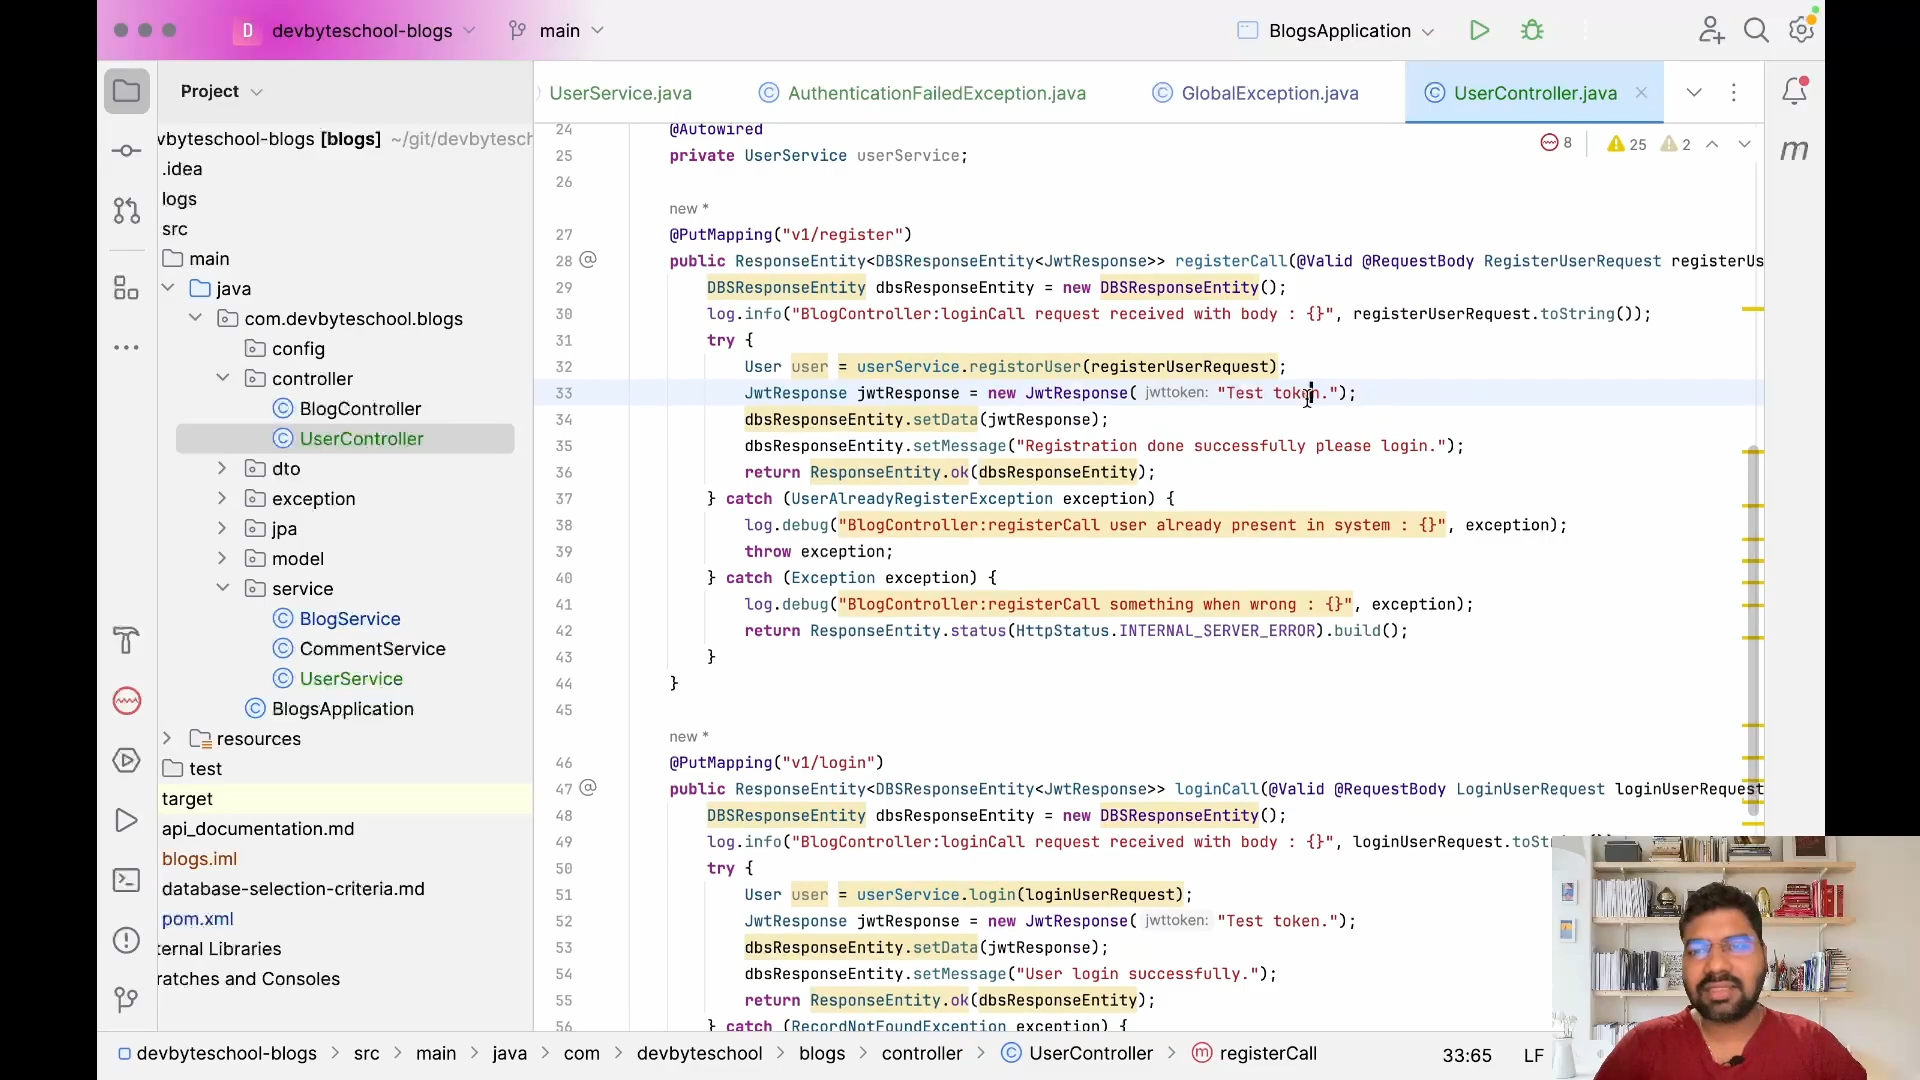 D devbyteschool-blogs main BlogsApplication
Project
UserService.java AuthenticationFailedException.java GlobalException.java UserController.java
8 25 2
vbyteschool-blogs [blogs] ~/git/devbytesch
.idea
logs
src
main
java
com.devbyteschool.blogs
config
controller
BlogController
UserController
dto
exception
jpa
model
service
BlogService
CommentService
UserService
BlogsApplication
resources
test
target
api_documentation.md
blogs.iml
database-selection-criteria.md
pom.xml
ternal Libraries
ratches and Consoles
24 @Autowired
25 private UserService userService;
26
new *
27 @PutMapping("v1/register")
28 public ResponseEntity<DBSResponseEntity<JwtResponse>> registerCall(@Valid @RequestBody RegisterUserRequest registerUs
29 DBSResponseEntity dbsResponseEntity = new DBSResponseEntity();
30 log.info("BlogController:loginCall request received with body : {}", registerUserRequest.toString());
31 try {
32 User user = userService.registorUser(registerUserRequest);
33 JwtResponse jwtResponse = new JwtResponse( jwttoken: "Test token.");
34 dbsResponseEntity.setData(jwtResponse);
35 dbsResponseEntity.setMessage("Registration done successfully please login.");
36 return ResponseEntity.ok(dbsResponseEntity);
37 } catch (UserAlreadyRegisterException exception) {
38 log.debug("BlogController:registerCall user already present in system : {}", exception);
39 throw exception;
40 } catch (Exception exception) {
41 log.debug("BlogController:registerCall something when wrong : {}", exception);
42 return ResponseEntity.status(HttpStatus.INTERNAL_SERVER_ERROR).build();
43 }
44 }
45
new *
46 @PutMapping("v1/login")
47 public ResponseEntity<DBSResponseEntity<JwtResponse>> loginCall(@Valid @RequestBody LoginUserRequest loginUserRequest
48 DBSResponseEntity dbsResponseEntity = new DBSResponseEntity();
49 log.info("BlogController:loginCall request received with body : {}", loginUserRequest.toStr
50 try {
51 User user = userService.login(loginUserRequest);
52 JwtResponse jwtResponse = new JwtResponse( jwttoken: "Test token.");
53 dbsResponseEntity.setData(jwtResponse);
54 dbsResponseEntity.setMessage("User login successfully.");
55 return ResponseEntity.ok(dbsResponseEntity);
56 } catch (RecordNotFoundException exception) {
devbyteschool-blogs > src > main > java > com > devbyteschool > blogs > controller > UserController > registerCall 33:65 LF